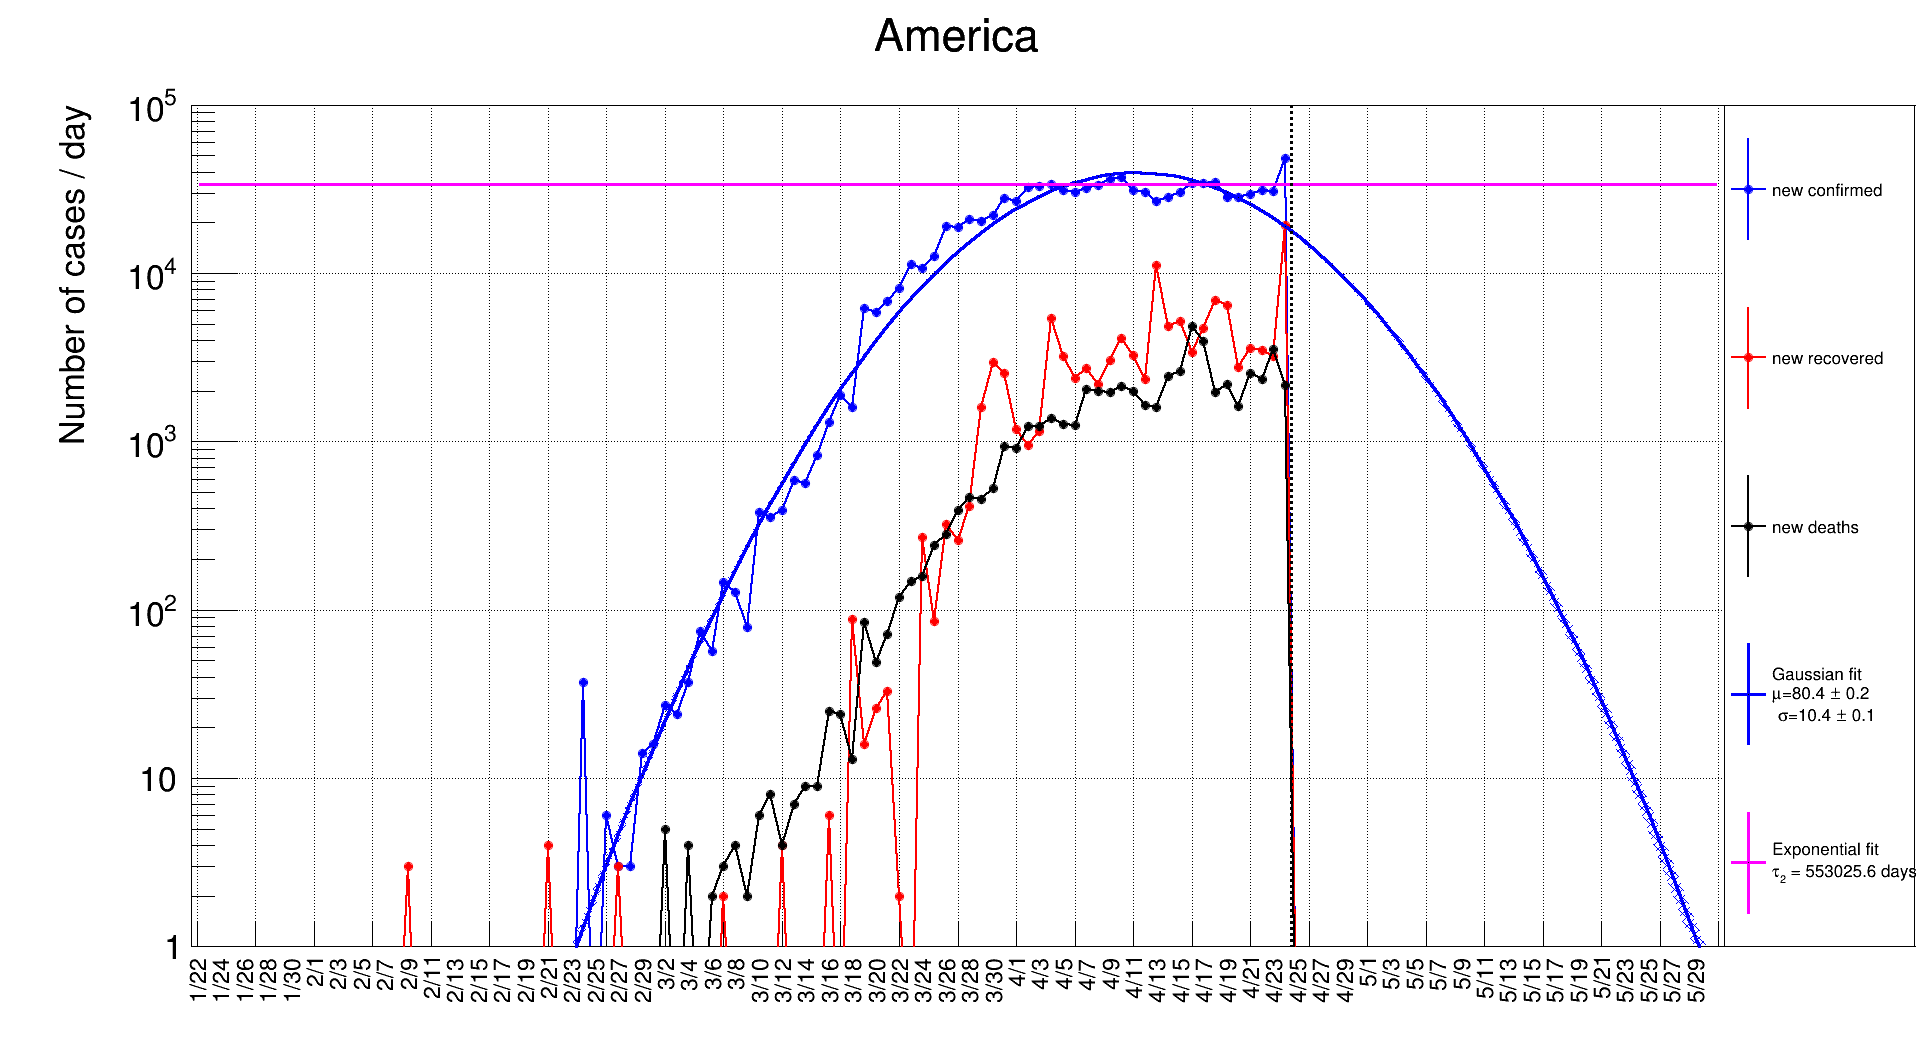 America
Number of cases / day
10^5
10^4
10^3
10^2
10
1
1/22 1/24 1/26 1/28 1/30 2/1 2/3 2/5 2/7 2/9 2/11 2/13 2/15 2/17 2/19 2/21 2/23 2/25 2/27 2/29 3/2 3/4 3/6 3/8 3/10 3/12 3/14 3/16 3/18 3/20 3/22 3/24 3/26 3/28 3/30 4/1 4/3 4/5 4/7 4/9 4/11 4/13 4/15 4/17 4/19 4/21 4/23 4/25 4/27 4/29 5/1 5/3 5/5 5/7 5/9 5/11 5/13 5/15 5/17 5/19 5/21 5/23 5/25 5/27 5/29
new confirmed
new recovered
new deaths
Gaussian fit
μ=80.4 ± 0.2
σ=10.4 ± 0.1
Exponential fit
τ₂ = 553025.6 days